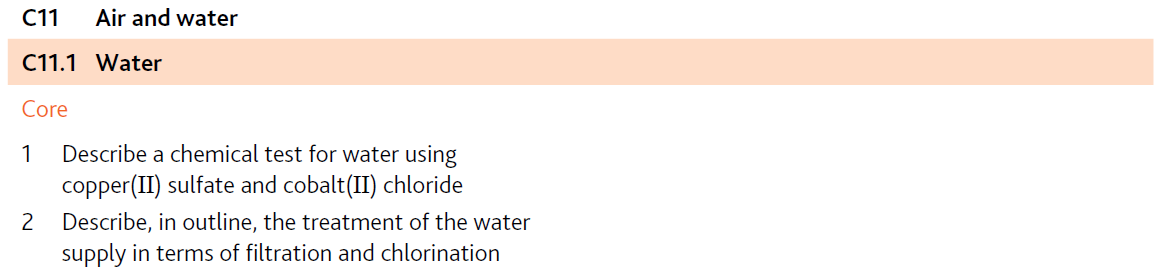 C11 Air and water
C11.1 Water
Core
1 Describe a chemical test for water using
copper(II) sulfate and cobalt(II) chloride
2 Describe, in outline, the treatment of the water
supply in terms of filtration and chlorination